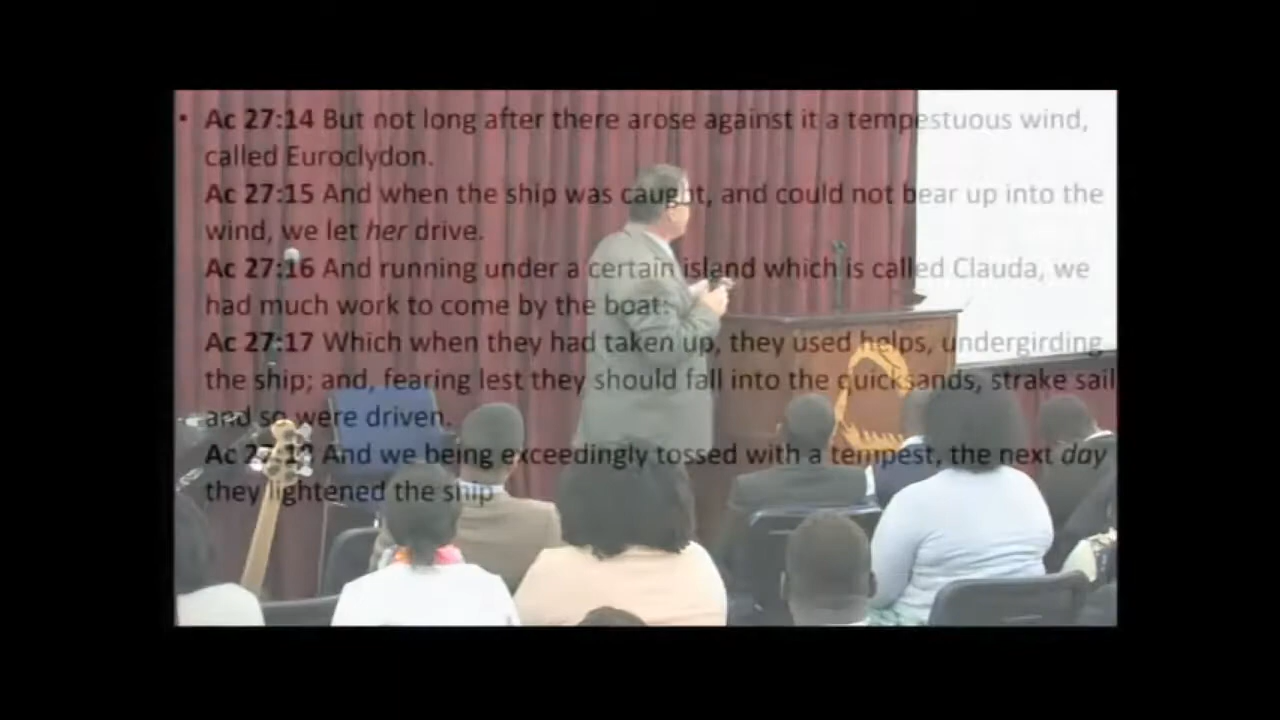 • Ac 27:14 But not long after there arose against it a tempestuous wind,
called Euroclydon.
Ac 27:15 And when the ship was caught, and could not bear up into the
wind, we let her drive.
Ac 27:16 And running under a certain island which is called Clauda, we
had much work to come by the boat:
Ac 27:17 Which when they had taken up, they used helps, undergirding
the ship; and, fearing lest they should fall into the quicksands, strake sail
and so were driven.
Ac 27:18 And we being exceedingly tossed with a tempest, the next day
they lightened the ship